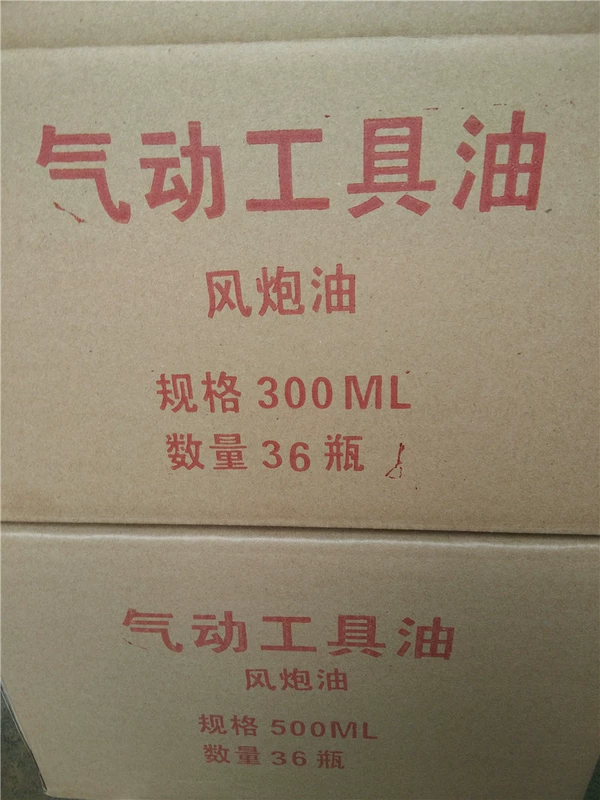 气动工具油
风炮油
规格 300ML
数量 36 瓶
气动工具油
风炮油
规格 500ML
数量 36 瓶